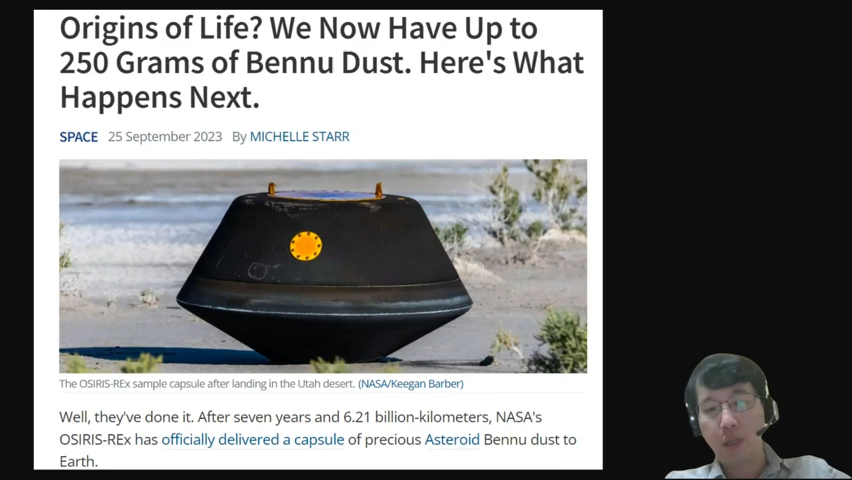 Origins of Life? We Now Have Up to
250 Grams of Bennu Dust. Here's What
Happens Next.
SPACE 25 September 2023 By MICHELLE STARR
The OSIRIS-REx sample capsule after landing in the Utah desert. (NASA/Keegan Barber)
Well, they've done it. After seven years and 6.21 billion-kilometers, NASA's
OSIRIS-REx has officially delivered a capsule of precious Asteroid Bennu dust to
Earth.